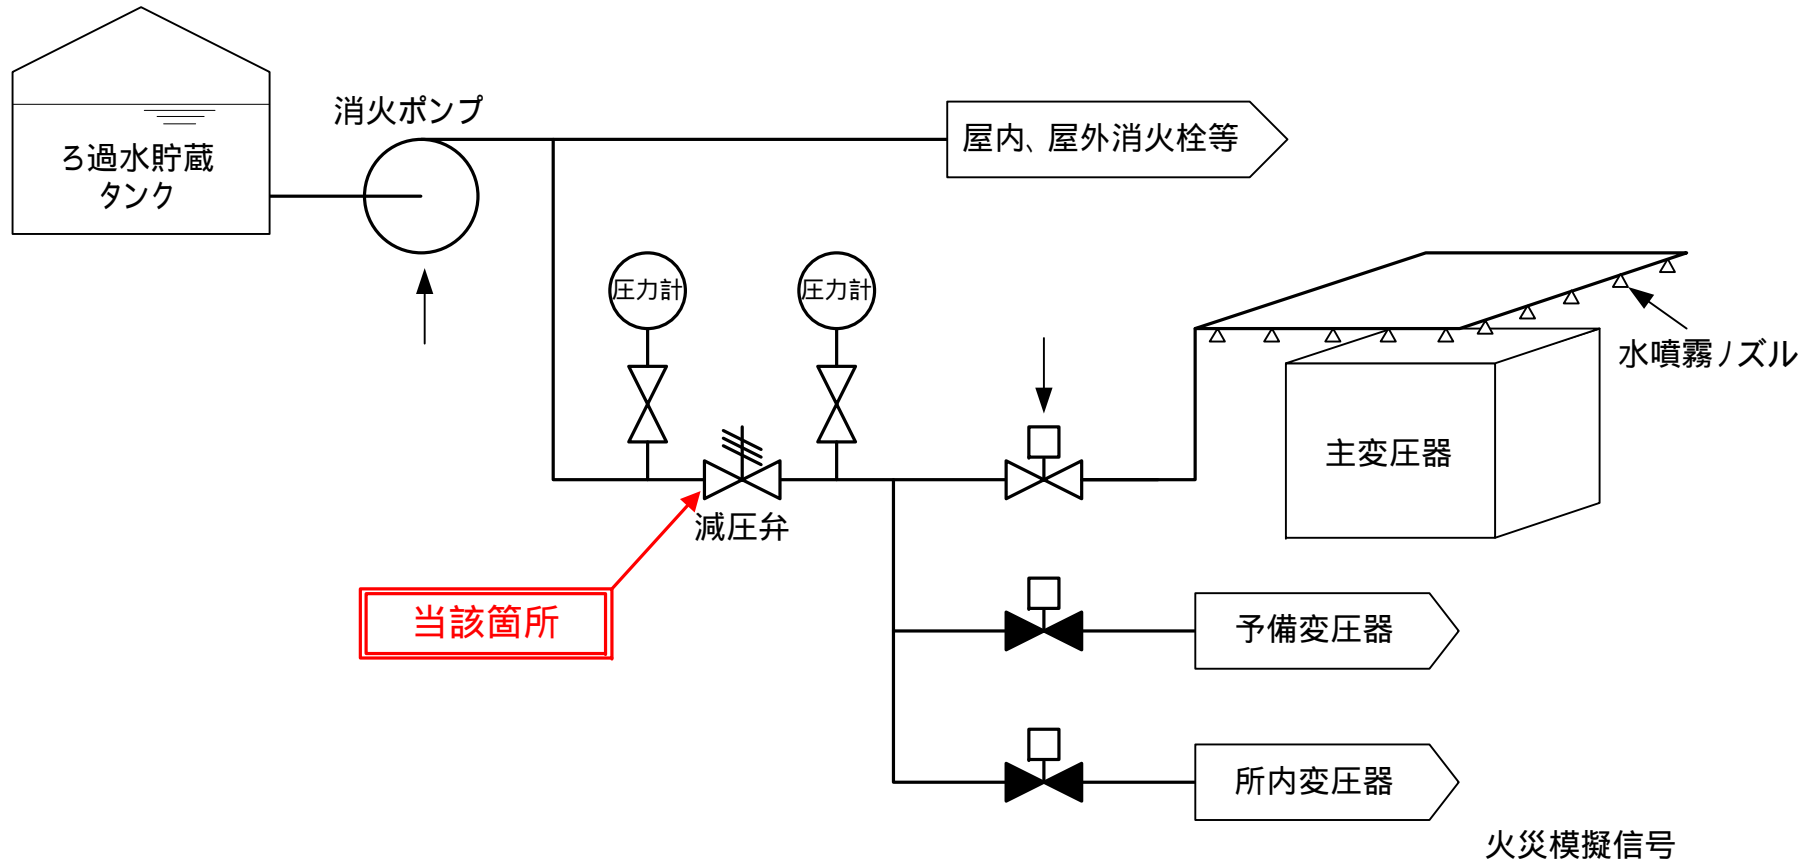 消火ポンプ
ろ過水貯蔵
タンク
屋内、屋外消火栓等
圧力計
圧力計
水噴霧ノズル
主変圧器
減圧弁
当該箇所
予備変圧器
所内変圧器
火災模擬信号